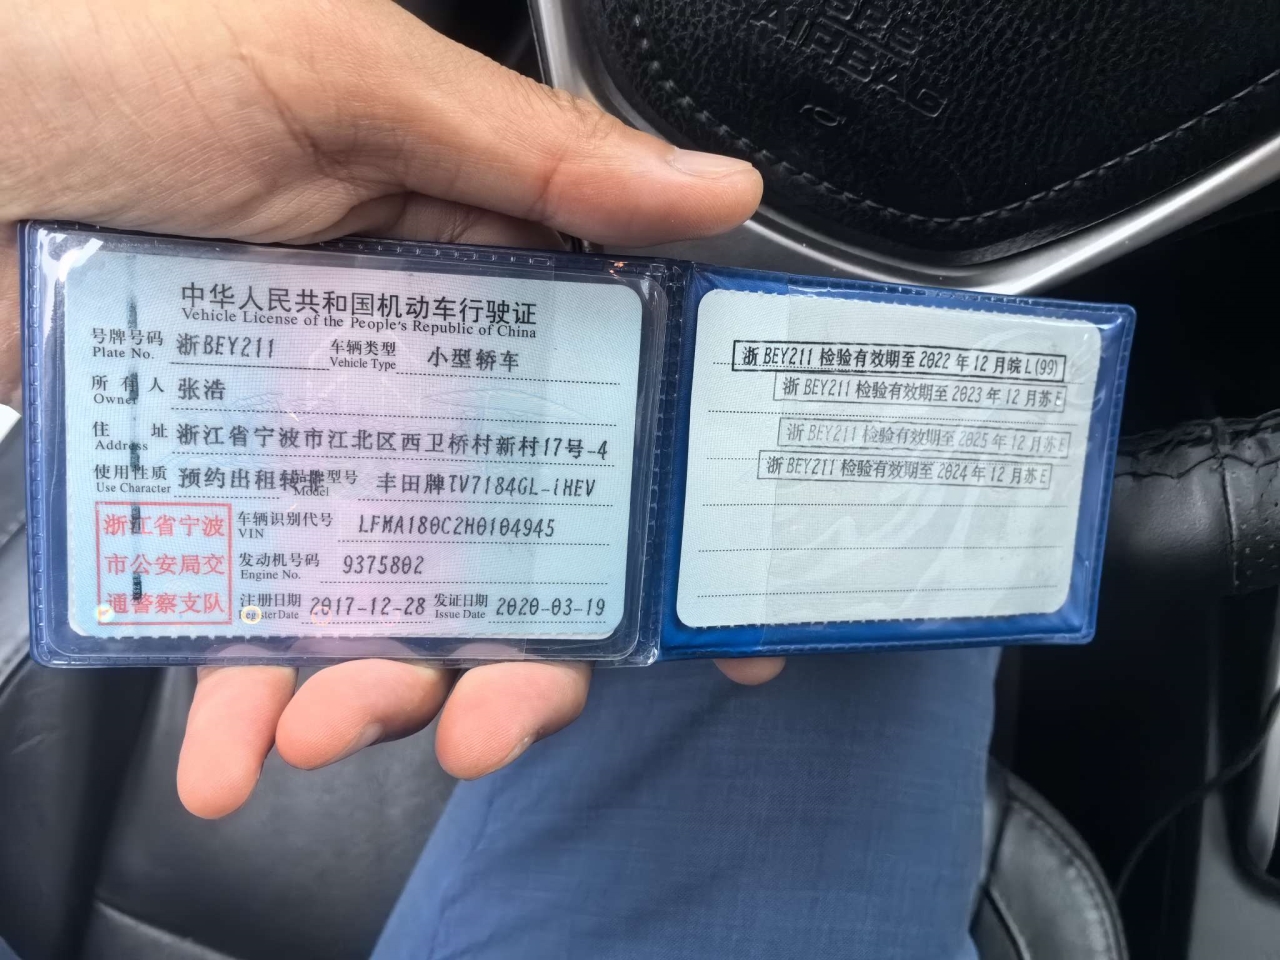 SRS
AIRBAG
中华人民共和国机动车行驶证
Vehicle License of the People's Republic of China
号牌号码 浙BEY211 车辆类型 小型轿车
Plate No. Vehicle Type
所有人 张浩
Owner
住址 浙江省宁波市江北区西卫桥村新村17号-4
Address
使用性质 预约出租转非 品牌型号 丰田牌TV7184GL-iHEV
Use Character Model
浙江省宁波
市公安局交
通警察支队
车辆识别代号 LFMA180C2H0104945
VIN
发动机号码 9375802
Engine No.
注册日期 2017-12-28 发证日期 2020-03-19
Register Date Issue Date
浙BEY211 检验有效期至2022年12月皖L(99)
浙BEY211 检验有效期至2023年12月苏E
浙BEY211 检验有效期至2025年12月苏E
浙BEY211 检验有效期至2024年12月苏E